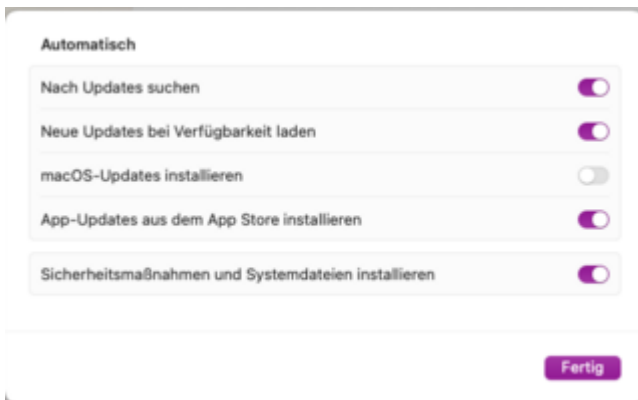 Automatisch
Nach Updates suchen
Neue Updates bei Verfügbarkeit laden
macOS-Updates installieren
App-Updates aus dem App Store installieren
Sicherheitsmaßnahmen und Systemdateien installieren
Fertig